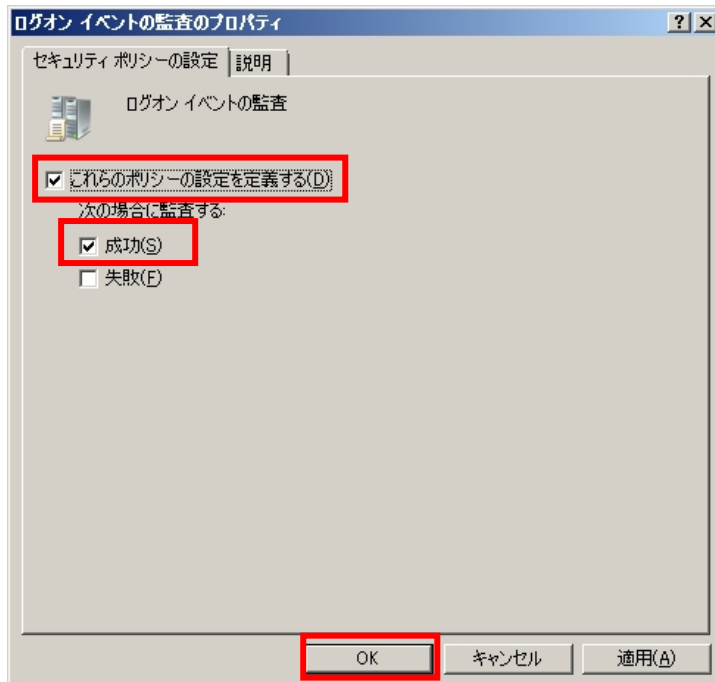 ログオン イベントの監査のプロパティ
セキュリティ ポリシーの設定 説明
ログオン イベントの監査
これらのポリシーの設定を定義する(D)
次の場合に監査する:
成功(S)
失敗(F)
OK キャンセル 適用(A)